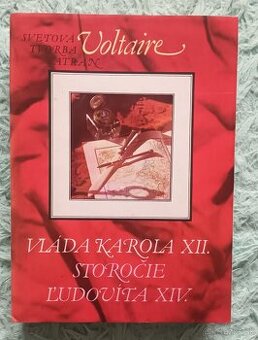 SVETOVÁ
TVORBA
TATRAN
Voltaire
VLÁDA KAROLA XII.
STOROČIE
ĽUDOVÍTA XIV.